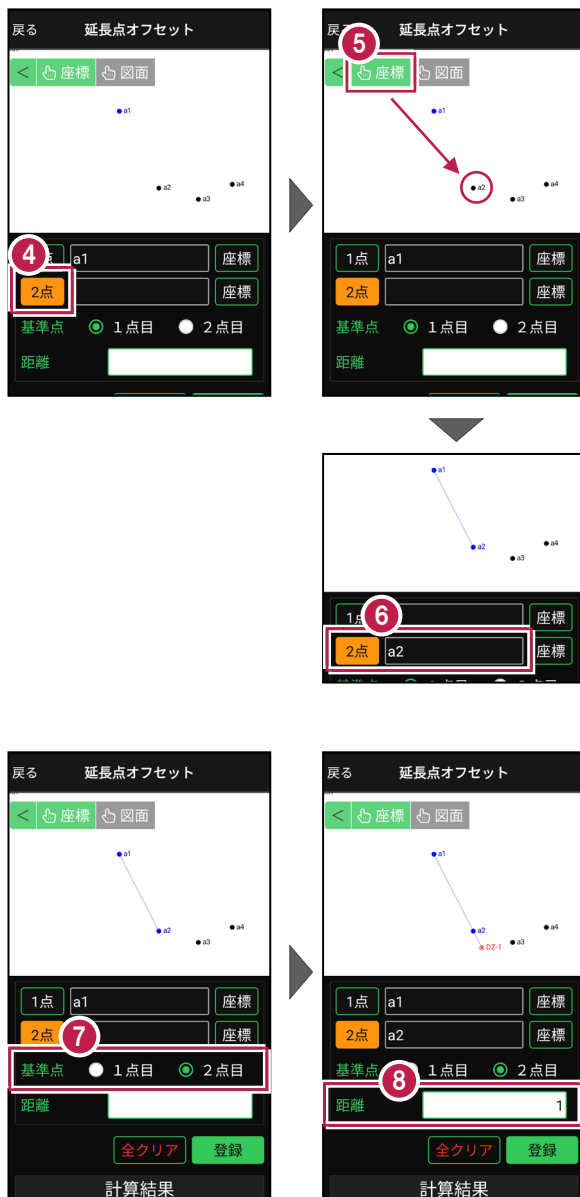 戻る 延長点オフセット
< 座標 図面
a1
a2
a4
a3
4
点 a1 座標
2点 座標
基準点 1点目 2点目
距離
戻る 延長点オフセット
5
< 座標 図面
a1
a2
a4
a3
1点 a1 座標
2点 座標
基準点 1点目 2点目
距離
a1
a2
a4
a3
6
1点 座標
2点 a2 座標
戻る 延長点オフセット
< 座標 図面
a1
a2
a4
a3
1点 a1 座標
2点 座標
7
基準点 1点目 2点目
距離
全クリア 登録
計算結果
戻る 延長点オフセット
< 座標 図面
a1
a2
a4
DZ-1 a3
1点 a1 座標
2点 a2 座標
基準点 1点目 2点目
8
距離 1
全クリア 登録
計算結果